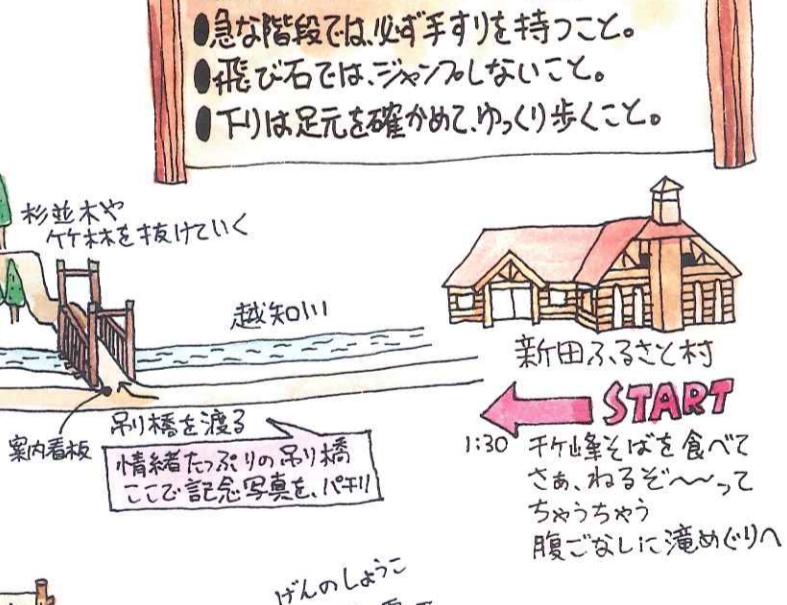 ●急な階段では、必ず手すりを持つこと。
●飛び石では、ジャンプしないこと。
●下りは足元を確かめて、ゆっくり歩くこと。
杉並木や
竹林を抜けていく
越知川
新田ふるさと村
START
案内看板
吊り橋を渡る
情緒たっぷりの吊り橋
ここで記念写真を、パチリ
1:30 千ケ峰そばを食べて
さぁ、ねるぞ〜〜って
ちゃうちゃう
腹ごなしに滝めぐりへ
げんのしょうこ